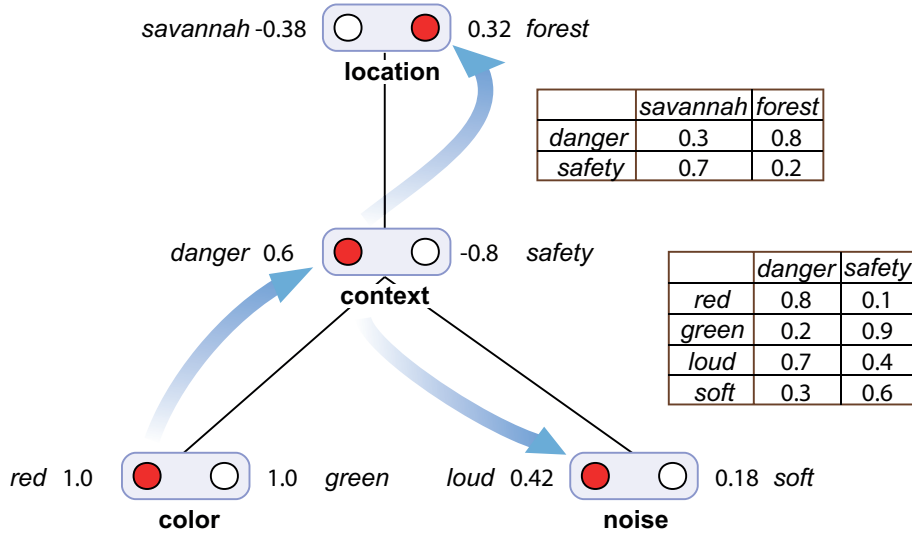 savannah -0.38 0.32 forest
location
savannah forest
danger 0.3 0.8
safety 0.7 0.2
danger 0.6 -0.8 safety
context
danger safety
red 0.8 0.1
green 0.2 0.9
loud 0.7 0.4
soft 0.3 0.6
red 1.0 1.0 green
color
loud 0.42 0.18 soft
noise